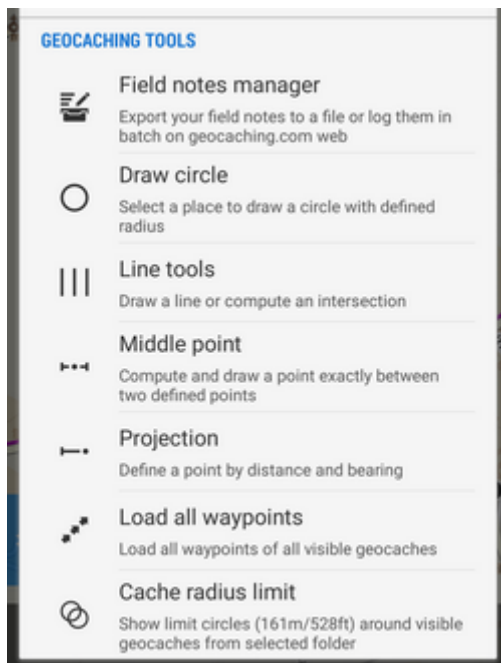 GEOCACHING TOOLS
Field notes manager
Export your field notes to a file or log them in
batch on geocaching.com web
Draw circle
Select a place to draw a circle with defined
radius
Line tools
Draw a line or compute an intersection
Middle point
Compute and draw a point exactly between
two defined points
Projection
Define a point by distance and bearing
Load all waypoints
Load all waypoints of all visible geocaches
Cache radius limit
Show limit circles (161m/528ft) around visible
geocaches from selected folder